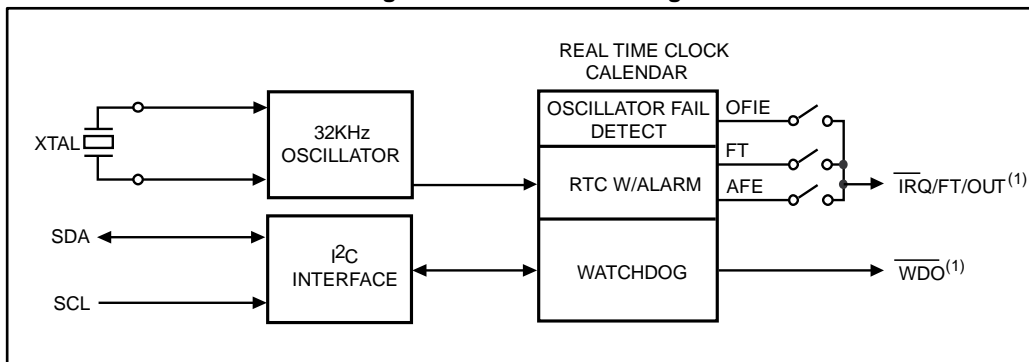 REAL TIME CLOCK
CALENDAR
XTAL
32KHz
OSCILLATOR
OSCILLATOR FAIL
DETECT
OFIE
RTC W/ALARM
FT
AFE
IRQ/FT/OUT(1)
SDA
SCL
I2C
INTERFACE
WATCHDOG
WDO(1)